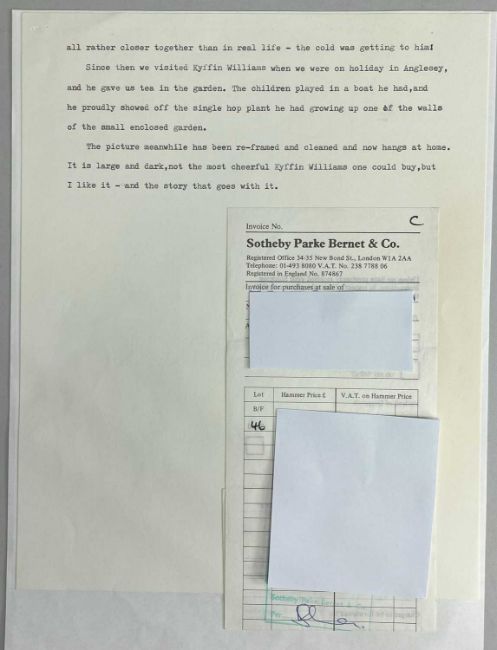 all rather closer together than in real life - the cold was getting to him!
Since then we visited Kyffin Williams when we were on holiday in Anglesey,
and he gave us tea in the garden. The children played in a boat he had,and
he proudly showed off the single hop plant he had growing up one of the walls
of the small enclosed garden.
The picture meanwhile has been re-framed and cleaned and now hangs at home.
It is large and dark,not the most cheerful Kyffin Williams one could buy,but
I like it - and the story that goes with it.
C
Invoice No.
Sotheby Parke Bernet & Co.
Registered Office 34-35 New Bond St., London W1A 2AA
Telephone: 01-493 8080 V.A.T. No. 238 7788 06
Registered in England No. 874867
Invoice for purchases at sale of
Lot Hammer Price £ V.A.T. on Hammer Price
B/F
46
Sotheby Parke Bernet & Co.
Per